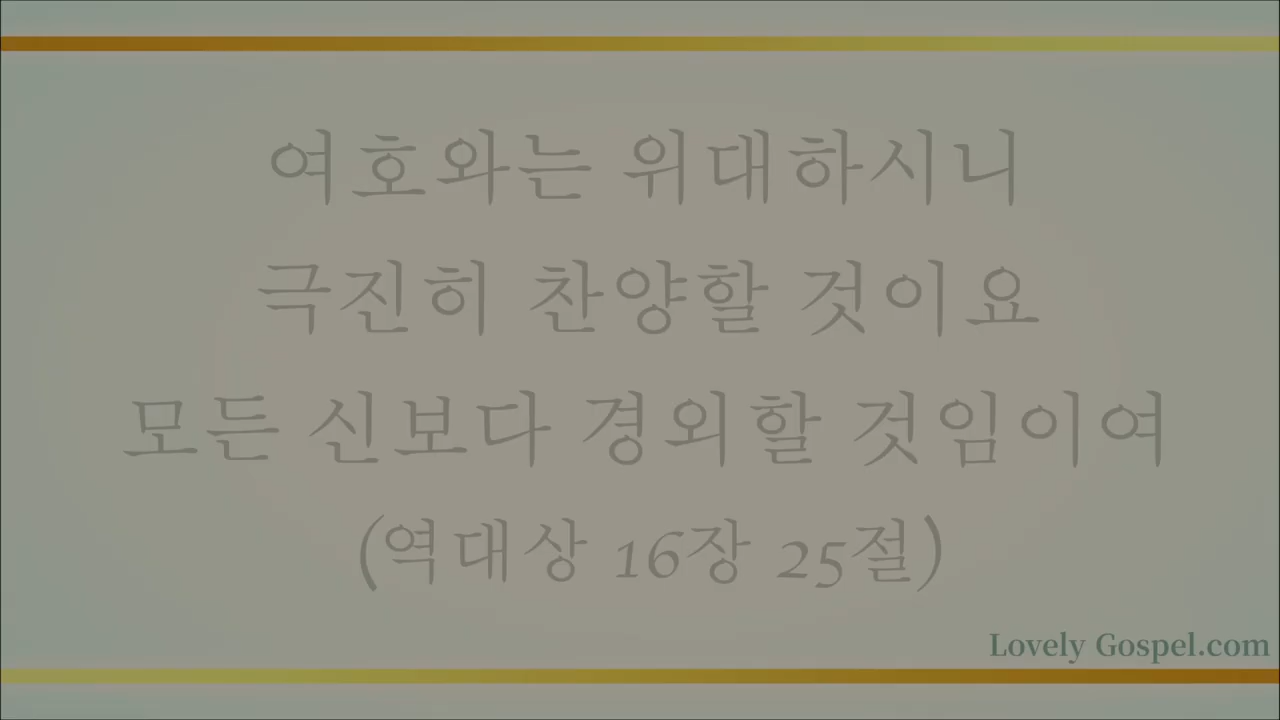 여호와는 위대하시니
극진히 찬양할 것이요
모든 신보다 경외할 것임이여
(역대상 16장 25절)
Lovely Gospel.com